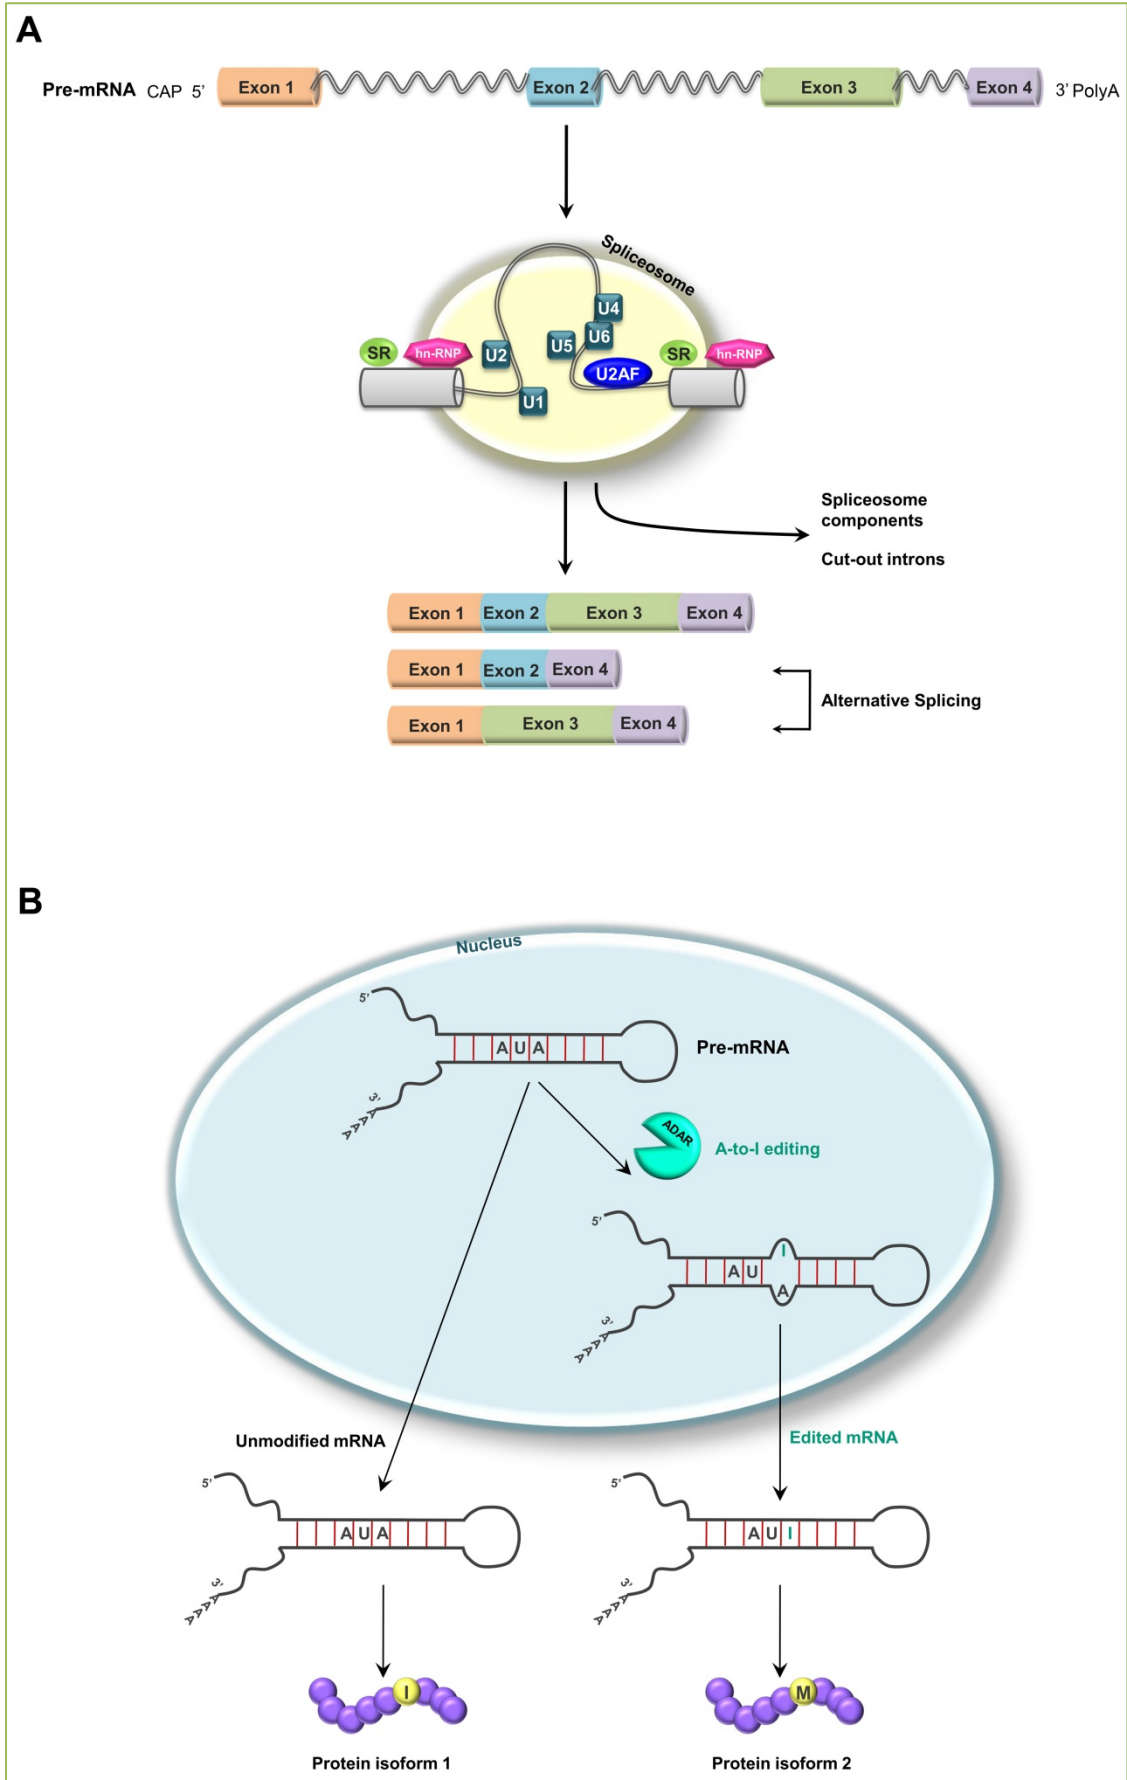 A
Pre-mRNA CAP 5' Exon 1 Exon 2 Exon 3 Exon 4 3' PolyA
Spliceosome
U4
U6
U5
U2
SR hn-RNP
SR hn-RNP
U2AF
U1
Spliceosome
components
Cut-out introns
Exon 1 Exon 2 Exon 3 Exon 4
Exon 1 Exon 2 Exon 4
Alternative Splicing
Exon 1 Exon 3 Exon 4
B
Nucleus
5'
A U A
Pre-mRNA
3'
AAAA
ADAR
A-to-I editing
5'
I
A U
A
3'
AAAA
Unmodified mRNA
Edited mRNA
5'
A U A
3'
AAAA
5'
A U I
3'
AAAA
I
M
Protein isoform 1
Protein isoform 2